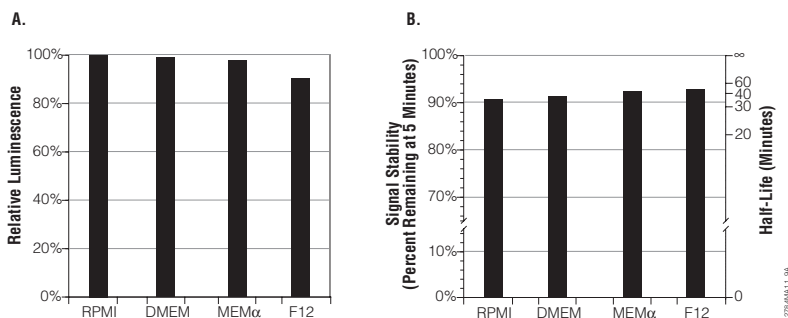 A.
Relative Luminescence
100%
80%
60%
40%
20%
0%
RPMI DMEM MEMα F12
B.
Signal Stability
(Percent Remaining at 5 Minutes)
100%
90%
80%
70%
10%
0%
RPMI DMEM MEMα F12
∞
60
40
30
20
0
Half-Life (Minutes)